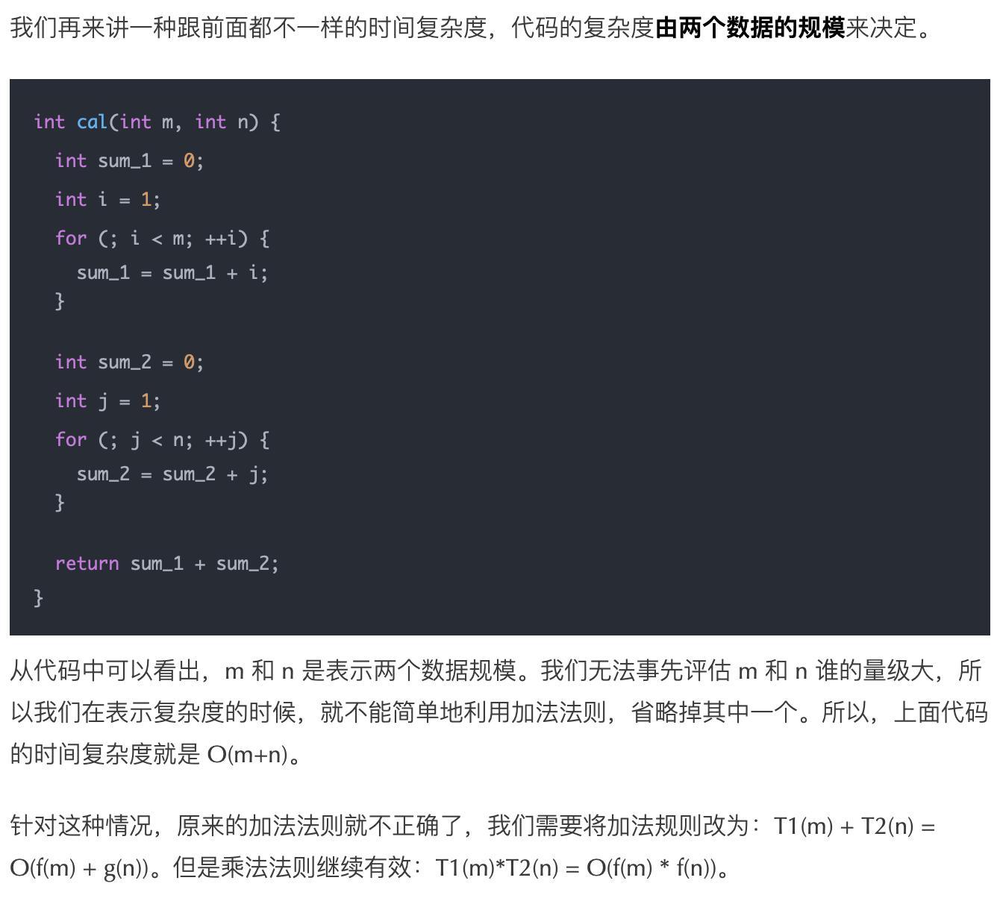 我们再来讲一种跟前面都不一样的时间复杂度，代码的复杂度由两个数据的规模来决定。
int cal(int m, int n) {
  int sum_1 = 0;
  int i = 1;
  for (; i < m; ++i) {
    sum_1 = sum_1 + i;
  }
  int sum_2 = 0;
  int j = 1;
  for (; j < n; ++j) {
    sum_2 = sum_2 + j;
  }
  return sum_1 + sum_2;
}
从代码中可以看出，m 和 n 是表示两个数据规模。我们无法事先评估 m 和 n 谁的量级大，所
以我们在表示复杂度的时候，就不能简单地利用加法法则，省略掉其中一个。所以，上面代码
的时间复杂度就是 O(m+n)。
针对这种情况，原来的加法法则就不正确了，我们需要将加法规则改为：T1(m) + T2(n) =
O(f(m) + g(n))。但是乘法法则继续有效：T1(m)*T2(n) = O(f(m) * f(n))。